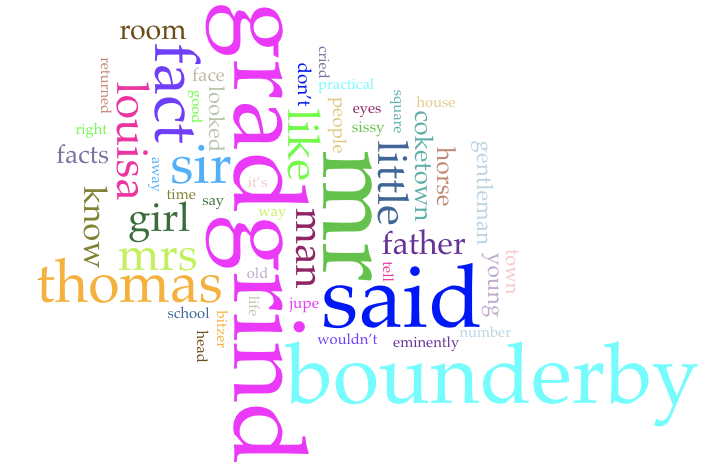 gradgrind
room
cried
fact
face
don't
practical
returned
good
looked
people
eyes
square
house
louisa
like
sissy
right
facts
away
sir
it's
mr
little
coketown
horse
gentleman
know
time
say
girl
way
man
father
mrs
old
tell
young
town
thomas
life
jupe
said
school
bitzer
head
wouldn't
eminently
number
bounderby